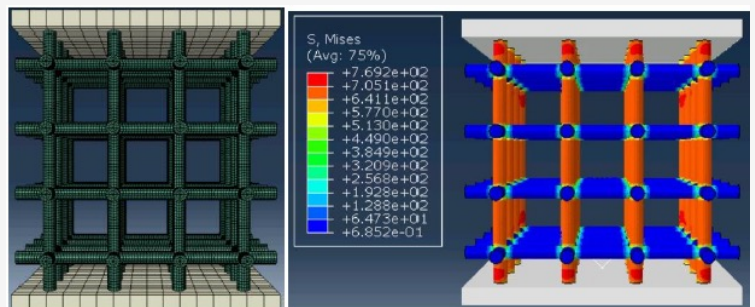 S, Mises
(Avg: 75%)
+7.692e+02
+7.051e+02
+6.411e+02
+5.770e+02
+5.130e+02
+4.490e+02
+3.849e+02
+3.209e+02
+2.568e+02
+1.928e+02
+1.288e+02
+6.473e+01
+6.852e-01